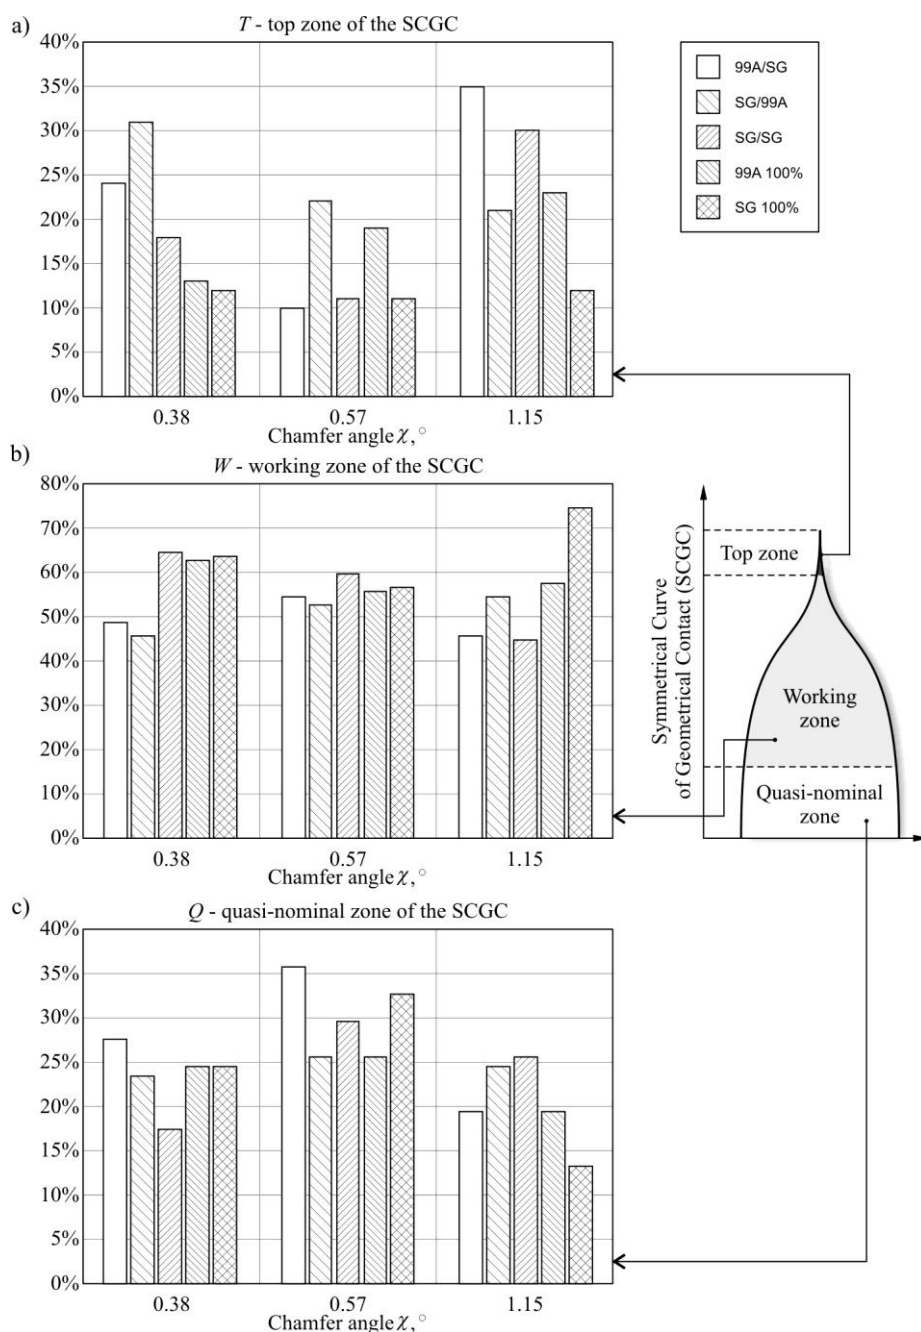 a)
T - top zone of the SCGC
40%
35%
30%
25%
20%
15%
10%
5%
0%
0.38
0.57
1.15
Chamfer angle χ, °
99A/SG
SG/99A
SG/SG
99A 100%
SG 100%
b)
W - working zone of the SCGC
80%
70%
60%
50%
40%
30%
20%
10%
0%
0.38
0.57
1.15
Chamfer angle χ, °
Symmetrical Curve
of Geometrical Contact (SCGC)
Top zone
Working
zone
Quasi-nominal
zone
c)
Q - quasi-nominal zone of the SCGC
40%
35%
30%
25%
20%
15%
10%
5%
0%
0.38
0.57
1.15
Chamfer angle χ, °